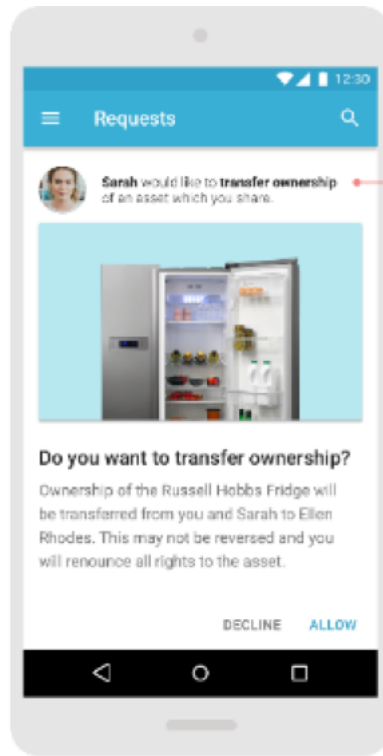 12:30
Requests
Sarah would like to transfer ownership
of an asset which you share.
Do you want to transfer ownership?
Ownership of the Russell Hobbs Fridge will
be transferred from you and Sarah to Ellen
Rhodes. This may not be reversed and you
will renounce all rights to the asset.
DECLINE ALLOW